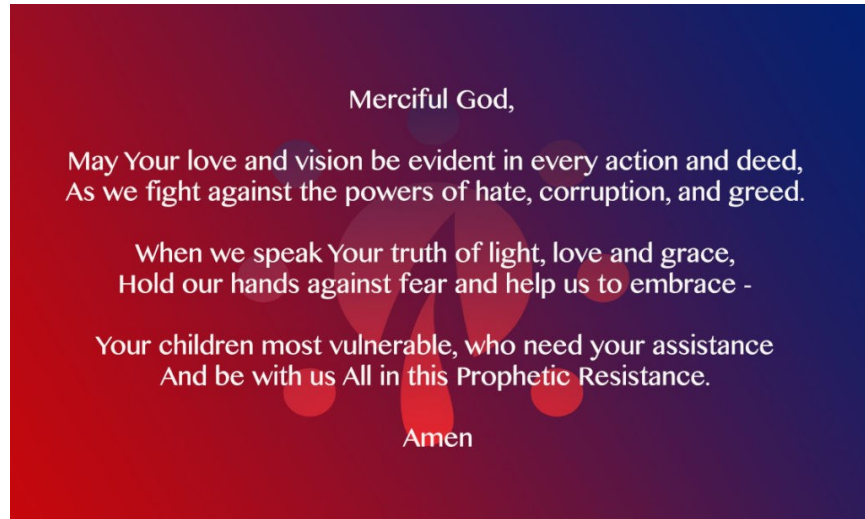 Merciful God,
May Your love and vision be evident in every action and deed,
As we fight against the powers of hate, corruption, and greed.
When we speak Your truth of light, love and grace,
Hold our hands against fear and help us to embrace -
Your children most vulnerable, who need your assistance
And be with us All in this Prophetic Resistance.
Amen